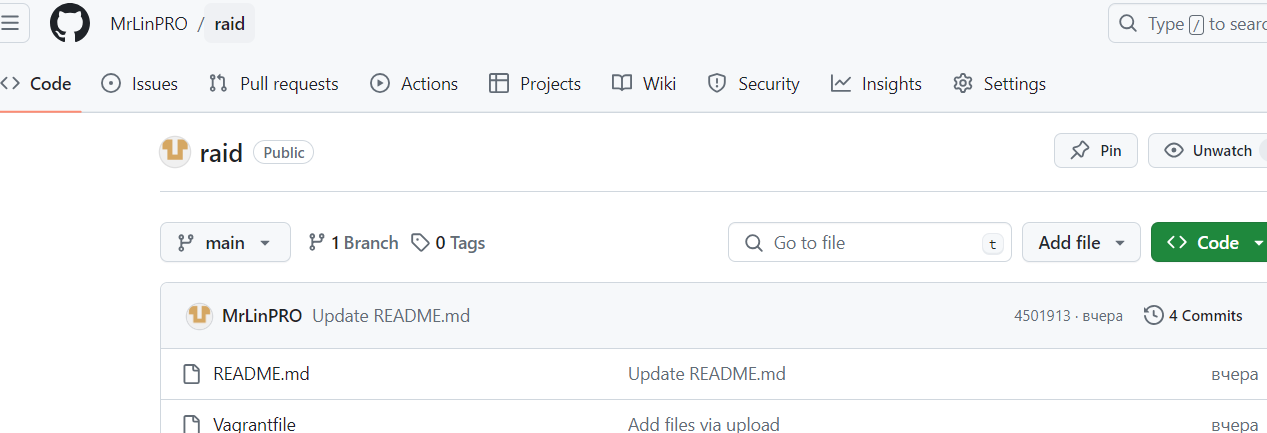 MrLinPRO / raid
Type / to searc
Code Issues Pull requests Actions Projects Wiki Security Insights Settings
raid Public
Pin Unwatch
main 1 Branch 0 Tags
Go to file t Add file Code
MrLinPRO Update README.md 4501913 · вчера 4 Commits
README.md Update README.md вчера
Vagrantfile Add files via upload вчера